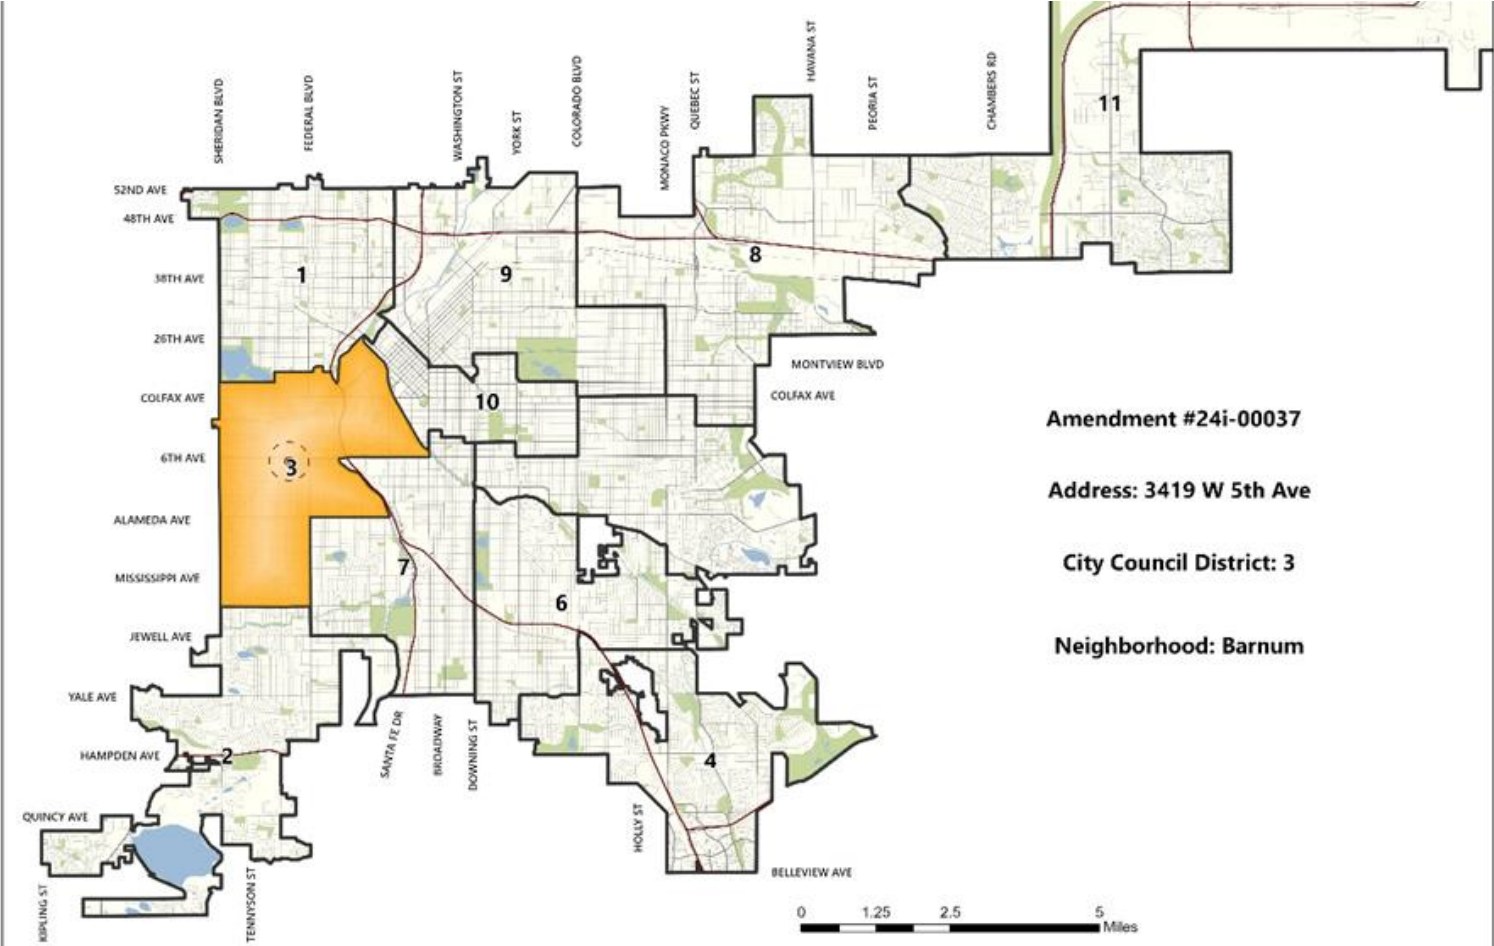 SHERIDAN BLVD
FEDERAL BLVD
WASHINGTON ST
YORK ST
COLORADO BLVD
MONACO PKWY
QUEBEC ST
HAVANA ST
PEORIA ST
CHAMBERS RD
11
52ND AVE
48TH AVE
8
1
9
38TH AVE
26TH AVE
MONTVIEW BLVD
COLFAX AVE
COLFAX AVE
10
Amendment #24i-00037
6TH AVE
3
Address: 3419 W 5th Ave
ALAMEDA AVE
7
City Council District: 3
MISSISSIPPI AVE
6
JEWELL AVE
Neighborhood: Barnum
YALE AVE
SANTA FE DR
BROADWAY
DOWNING ST
HAMPDEN AVE
2
4
QUINCY AVE
HOLLY ST
BELLEVIEW AVE
KIPLING ST
TENNYSON ST
0 1.25 2.5 5
Miles